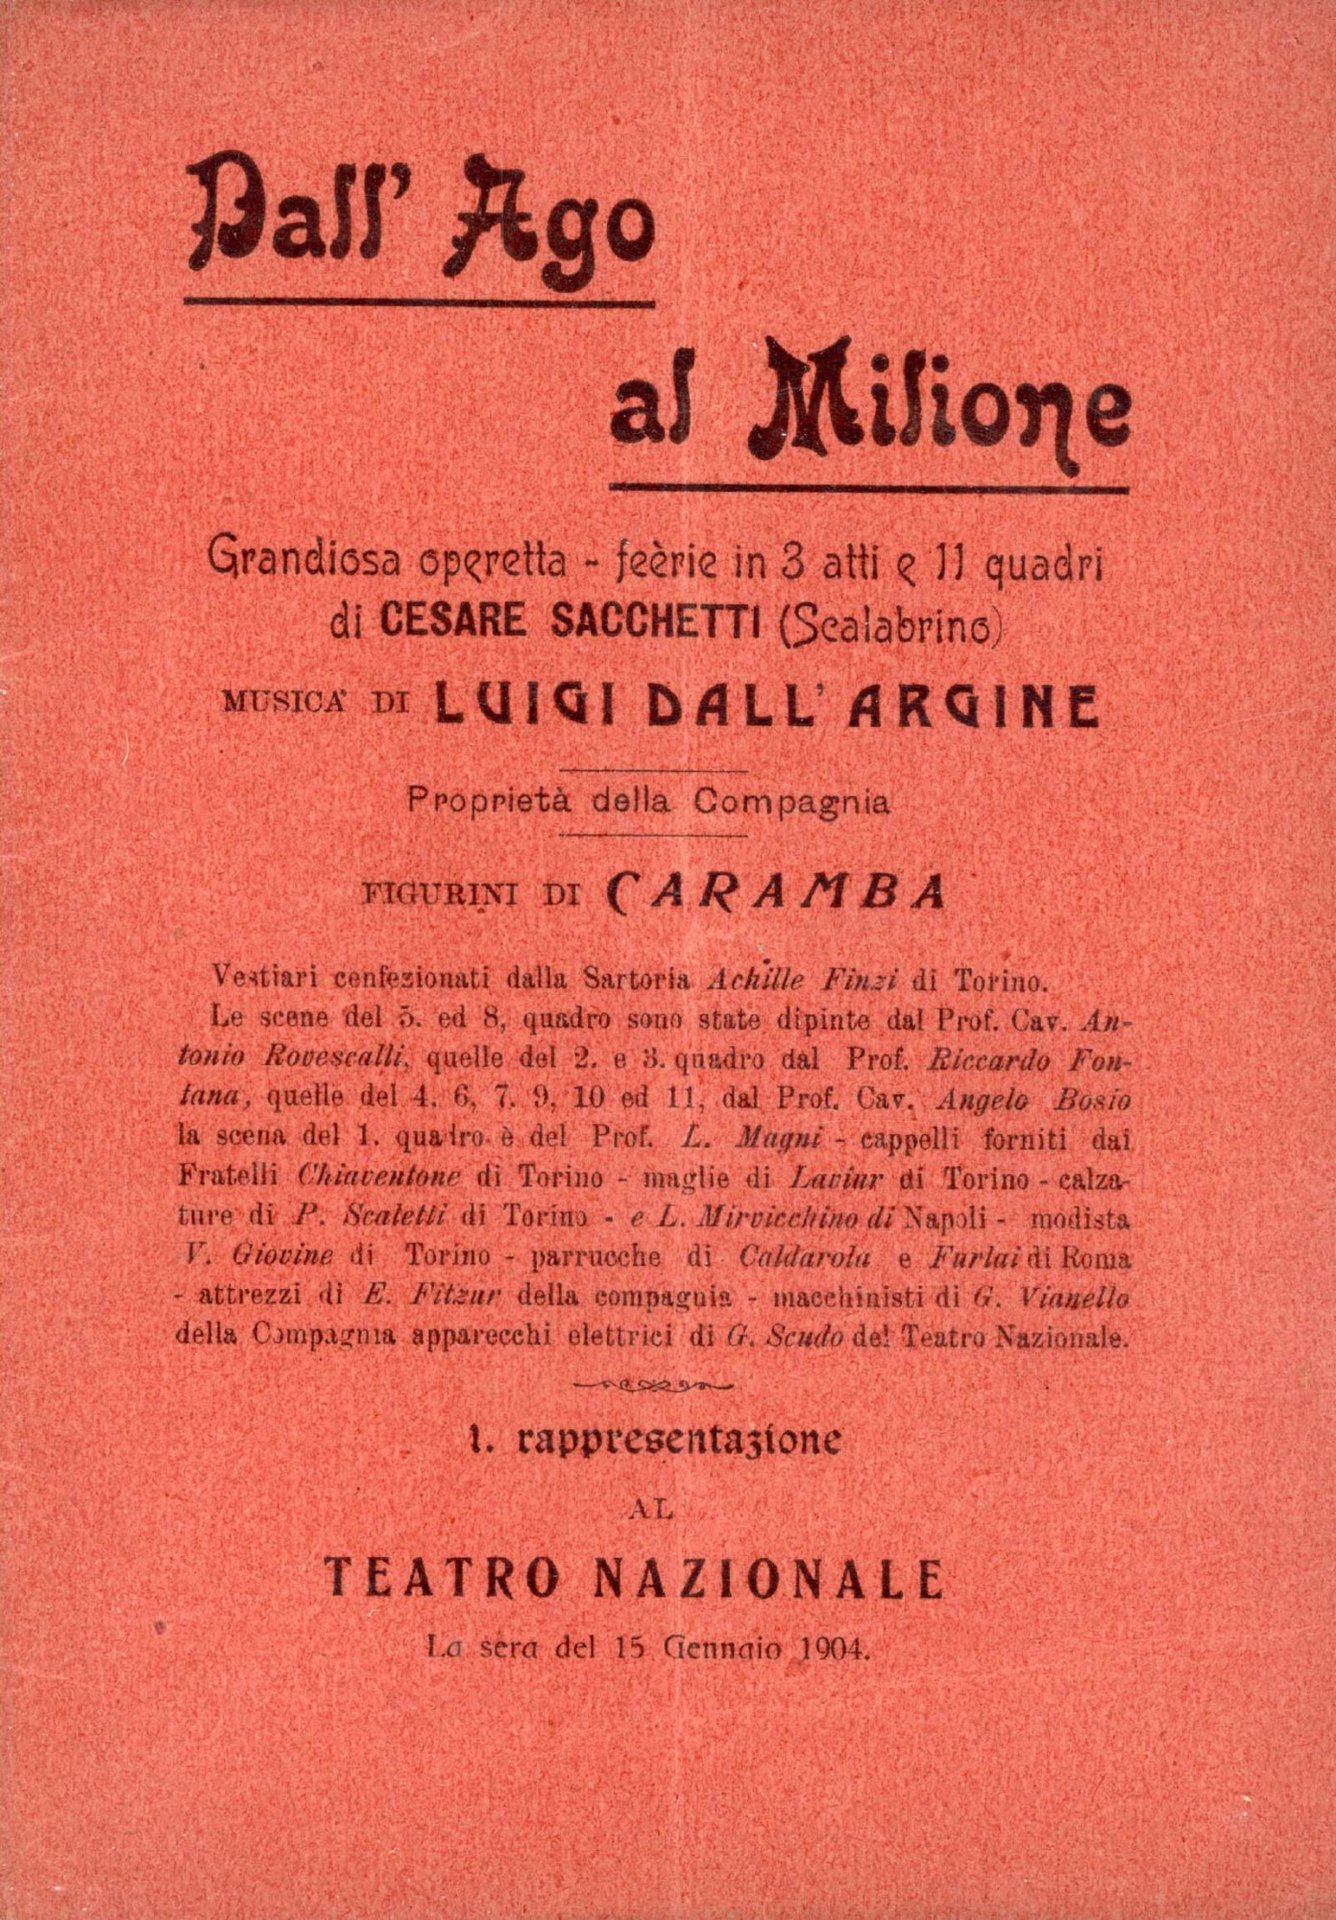 Dall' Ago
al Milione
Grandiosa operetta - feèrie in 3 atti e 11 quadri
di CESARE SACCHETTI (Scalabrino)
MUSICA DI LUIGI DALL' ARGINE
Proprietà della Compagnia
FIGURINI DI CARAMBA
Vestiari confezionati dalla Sartoria Achille Finzi di Torino.
Le scene del 5. ed 8, quadro sono state dipinte dal Prof. Cav. An-
tonio Rovescalli, quelle del 2. e 3. quadro dal Prof. Riccardo Fon-
tana, quelle del 4. 6, 7. 9, 10 ed 11, dal Prof. Cav. Angelo Bosio
la scena del 1. quadro è del Prof. L. Magni - cappelli forniti dai
Fratelli Chiaventone di Torino - maglie di Laviur di Torino - calza-
ture di P. Scaletti di Torino - e L. Mirvicchino di Napoli - modista
V. Giovine di Torino - parrucche di Caldarola e Furlai di Roma
- attrezzi di E. Fitzur della compagnia - macchinisti di G. Vianello
della Compagnia apparecchi elettrici di G. Scudo del Teatro Nazionale.
1. rappresentazione
AL
TEATRO NAZIONALE
La sera del 15 Gennaio 1904.